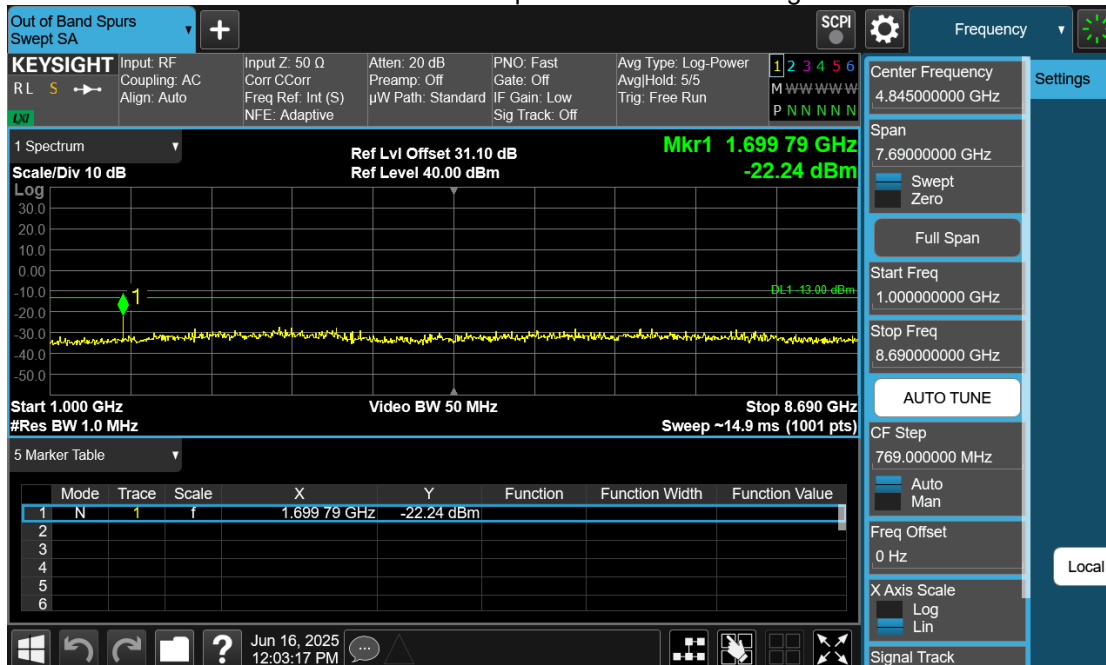 Out of Band Spurs
Swept SA
+
SCPI
Frequency
KEYSIGHT
R L S
LXI
Input: RF
Coupling: AC
Align: Auto
Input Z: 50 Ω
Corr CCorr
Freq Ref: Int (S)
NFE: Adaptive
Atten: 20 dB
Preamp: Off
µW Path: Standard
PNO: Fast
Gate: Off
IF Gain: Low
Sig Track: Off
Avg Type: Log-Power
Avg|Hold: 5/5
Trig: Free Run
1 2 3 4 5 6
M W W W W W
P N N N N N
1 Spectrum
Scale/Div 10 dB
Ref Lvl Offset 31.10 dB
Ref Level 40.00 dBm
Mkr1 1.699 79 GHz
-22.24 dBm
Log
30.0
20.0
10.0
0.00
-10.0
-20.0
-30.0
-40.0
-50.0
1
DL1 -13.00 dBm
Start 1.000 GHz
Video BW 50 MHz
Stop 8.690 GHz
#Res BW 1.0 MHz
Sweep ~14.9 ms (1001 pts)
5 Marker Table
Mode Trace Scale X Y Function Function Width Function Value
1 N 1 f 1.699 79 GHz -22.24 dBm
2
3
4
5
6
Jun 16, 2025
12:03:17 PM
?
Center Frequency
4.845000000 GHz
Span
7.69000000 GHz
Swept
Zero
Full Span
Start Freq
1.000000000 GHz
Stop Freq
8.690000000 GHz
AUTO TUNE
CF Step
769.000000 MHz
Auto
Man
Freq Offset
0 Hz
X Axis Scale
Log
Lin
Signal Track
Settings
Local